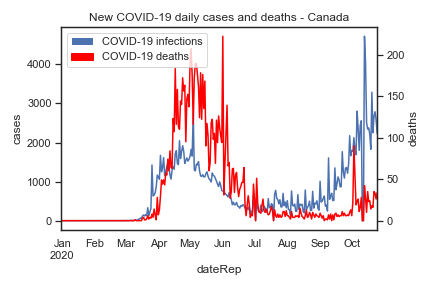 New COVID-19 daily cases and deaths - Canada
COVID-19 infections
COVID-19 deaths
cases
4000
3000
2000
1000
0
deaths
200
150
100
50
0
Jan Feb Mar Apr May Jun Jul Aug Sep Oct
2020
dateRep